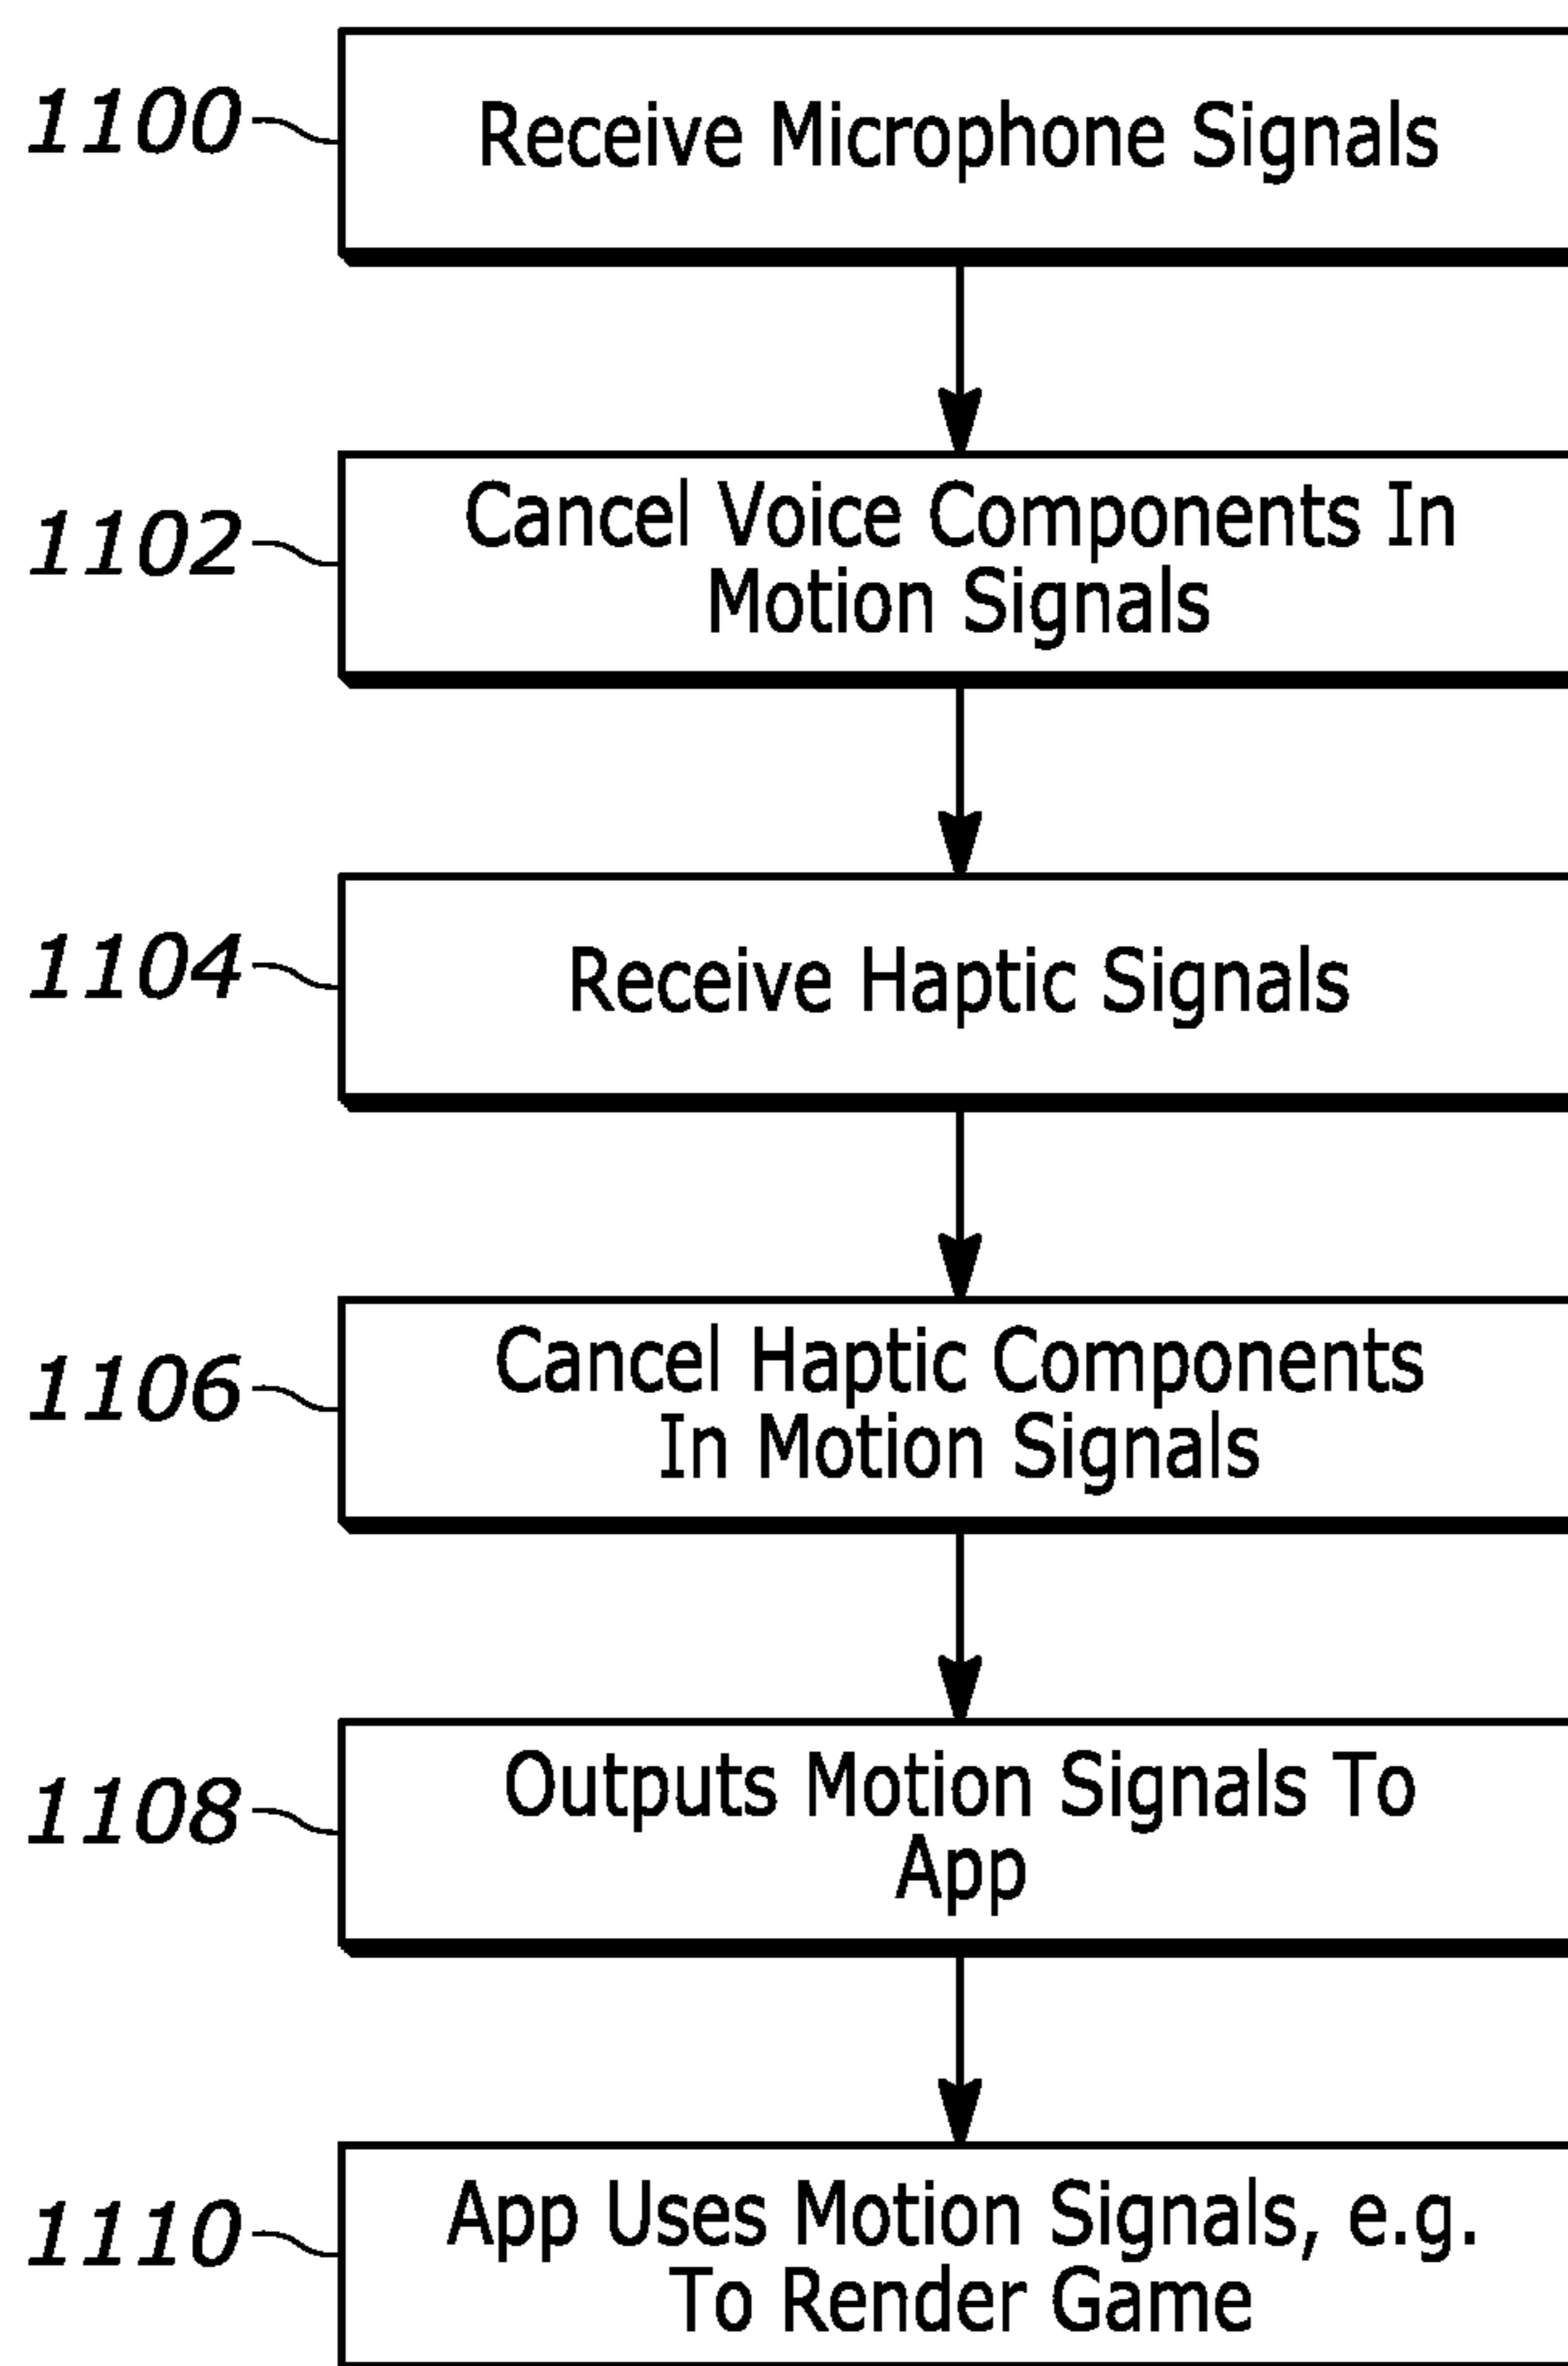 1100
Receive Microphone Signals
1102
Cancel Voice Components In
Motion Signals
1104
Receive Haptic Signals
1106
Cancel Haptic Components
In Motion Signals
1108
Outputs Motion Signals To
App
1110
App Uses Motion Signals, e.g.
To Render Game